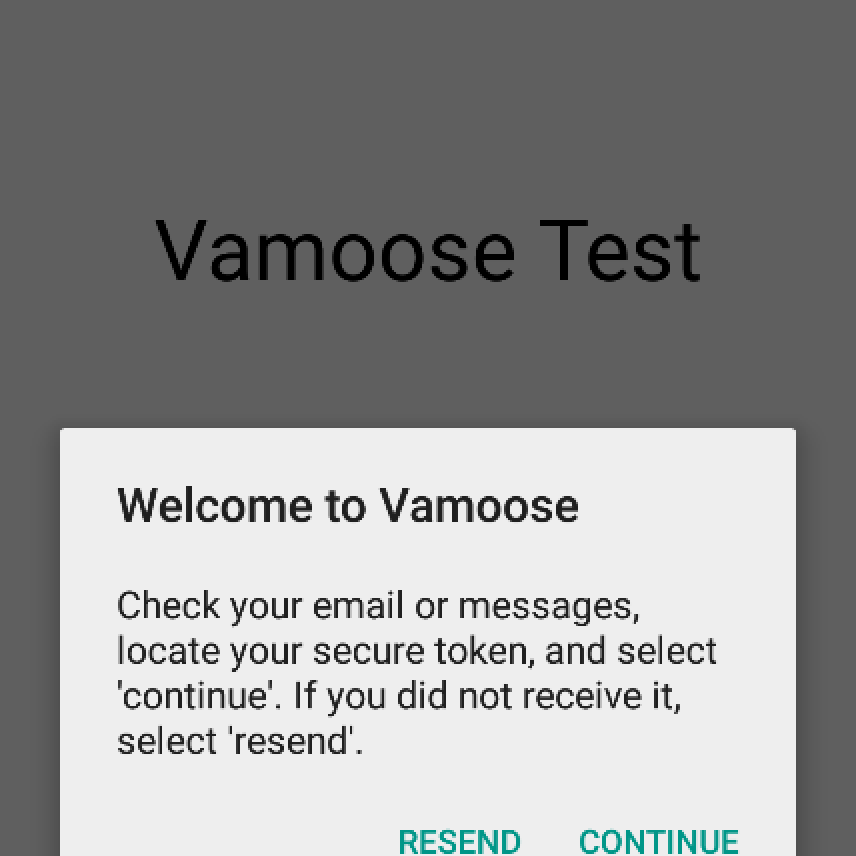 Vamoose Test
Welcome to Vamoose
Check your email or messages,
locate your secure token, and select
'continue'. If you did not receive it,
select 'resend'.
RESEND CONTINUE